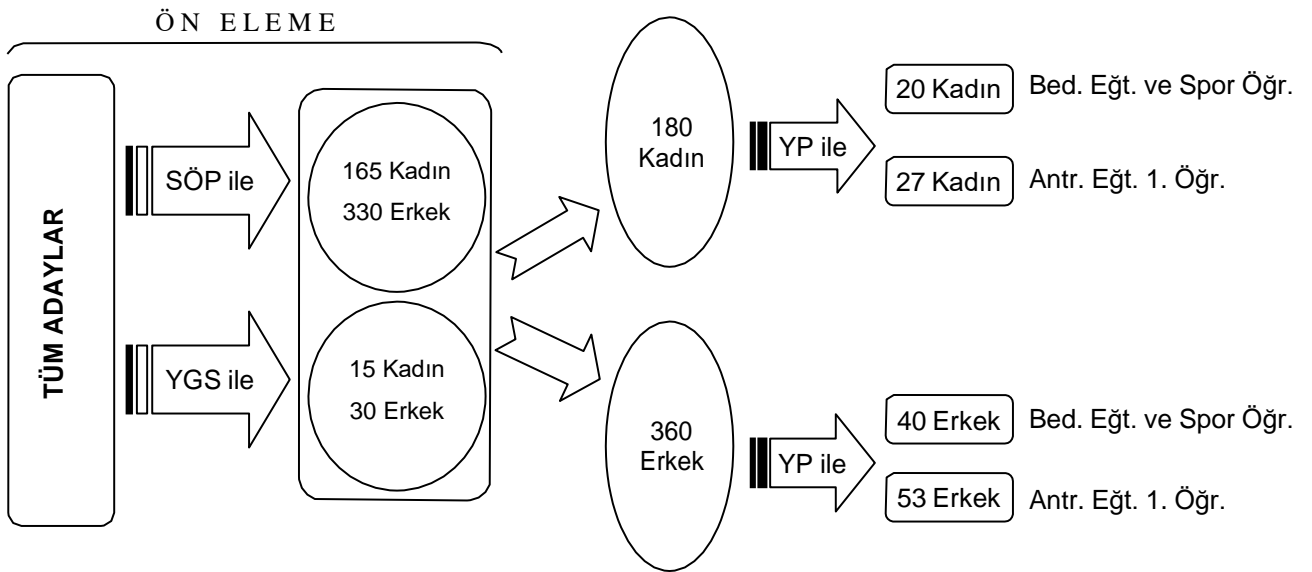 ÖN ELEME
TÜM ADAYLAR
SÖP ile
165 Kadın
330 Erkek
YGS ile
15 Kadın
30 Erkek
180
Kadın
YP ile
20 Kadın
Bed. Eğt. ve Spor Öğr.
27 Kadın
Antr. Eğt. 1. Öğr.
360
Erkek
YP ile
40 Erkek
Bed. Eğt. ve Spor Öğr.
53 Erkek
Antr. Eğt. 1. Öğr.